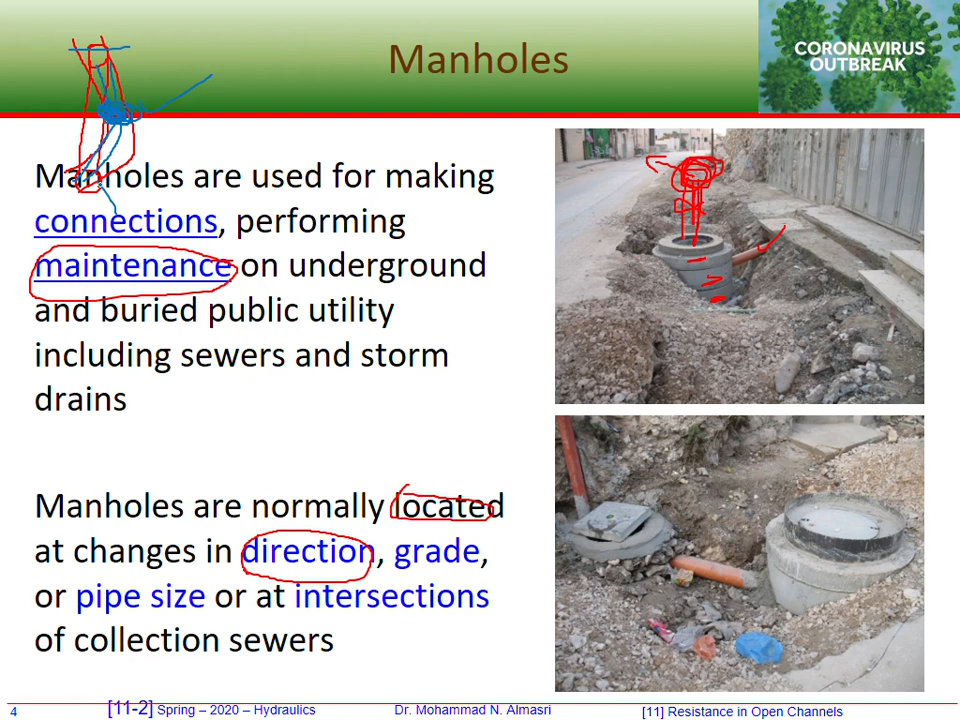 Manholes
CORONAVIRUS
OUTBREAK
Manholes are used for making
connections, performing
maintenance on underground
and buried public utility
including sewers and storm
drains
Manholes are normally located
at changes in direction, grade,
or pipe size or at intersections
of collection sewers
4 [11-2] Spring – 2020 – Hydraulics Dr. Mohammad N. Almasri [11] Resistance in Open Channels